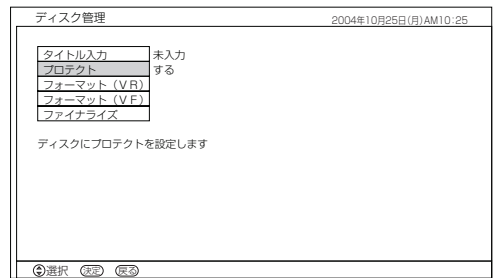 ディスク管理 2004年10月25日(月)AM10:25
タイトル入力 未入力
プロテクト する
フォーマット（ＶＲ）
フォーマット（ＶＦ）
ファイナライズ
ディスクにプロテクトを設定します
選択 決定 戻る